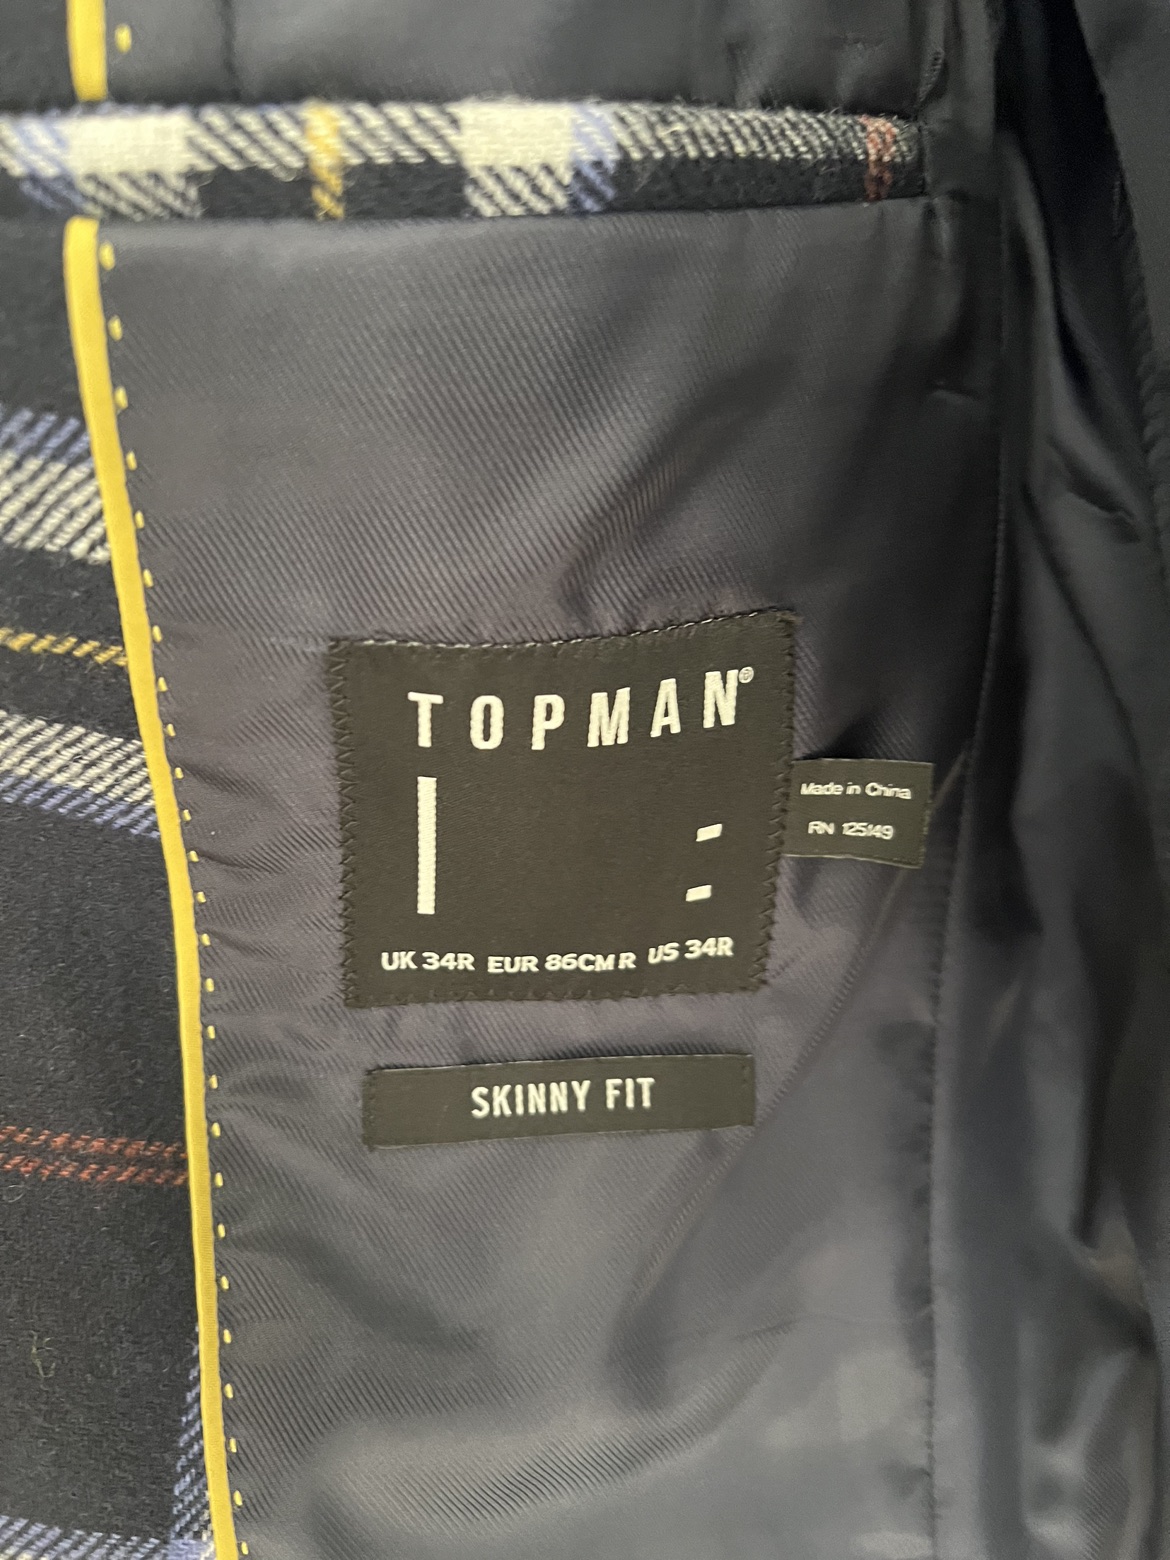 TOPMAN®
UK 34R EUR 86CM R US 34R
Made in China
RN 125149
SKINNY FIT